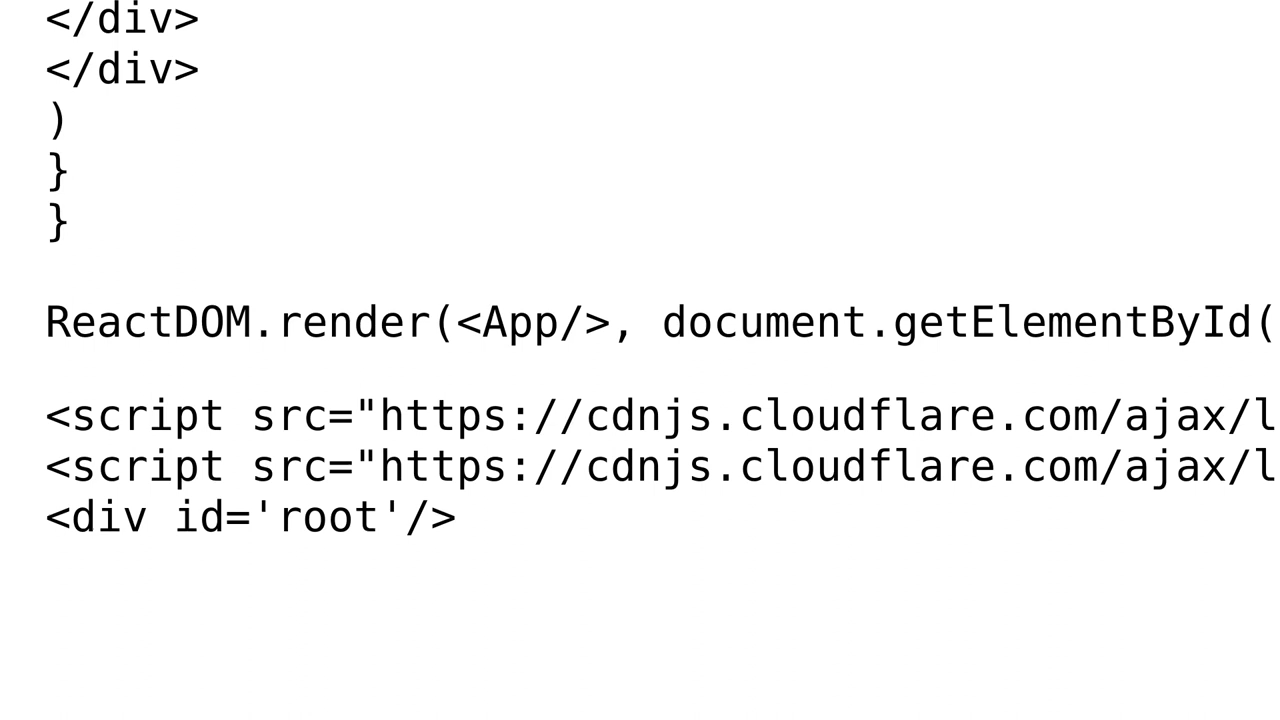 </div>
</div>
)
}
}
ReactDOM.render(<App/>, document.getElementById(
<script src="https://cdnjs.cloudflare.com/ajax/l
<script src="https://cdnjs.cloudflare.com/ajax/l
<div id='root'/>